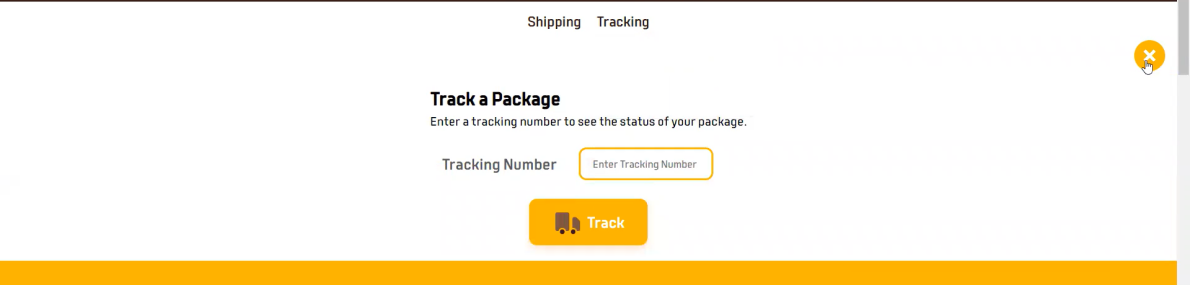 Shipping Tracking
Track a Package
Enter a tracking number to see the status of your package.
Tracking Number
Enter Tracking Number
Track